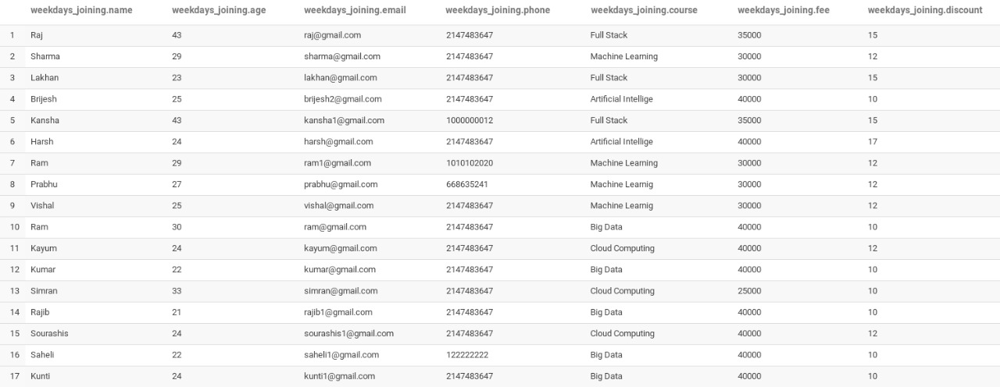 weekdays_joining.name weekdays_joining.age weekdays_joining.email weekdays_joining.phone weekdays_joining.course weekdays_joining.fee weekdays_joining.discount
1 Raj 43 raj@gmail.com 2147483647 Full Stack 35000 15
2 Sharma 29 sharma@gmail.com 2147483647 Machine Learning 30000 12
3 Lakhan 23 lakhan@gmail.com 2147483647 Full Stack 30000 15
4 Brijesh 25 brijesh2@gmail.com 2147483647 Artificial Intellige 40000 10
5 Kansha 43 kansha1@gmail.com 1000000012 Full Stack 35000 15
6 Harsh 24 harsh@gmail.com 2147483647 Artificial Intellige 40000 17
7 Ram 29 ram1@gmail.com 1010102020 Machine Learning 30000 12
8 Prabhu 27 prabhu@gmail.com 668635241 Machine Learnig 30000 12
9 Vishal 25 vishal@gmail.com 2147483647 Machine Learnig 30000 12
10 Ram 30 ram@gmail.com 2147483647 Big Data 40000 10
11 Kayum 24 kayum@gmail.com 2147483647 Cloud Computing 40000 12
12 Kumar 22 kumar@gmail.com 2147483647 Big Data 40000 10
13 Simran 33 simran@gmail.com 2147483647 Cloud Computing 25000 10
14 Rajib 21 rajib1@gmail.com 2147483647 Big Data 40000 10
15 Sourashis 24 sourashis1@gmail.com 2147483647 Cloud Computing 40000 12
16 Saheli 22 saheli1@gmail.com 122222222 Big Data 40000 10
17 Kunti 24 kunti1@gmail.com 2147483647 Big Data 40000 10